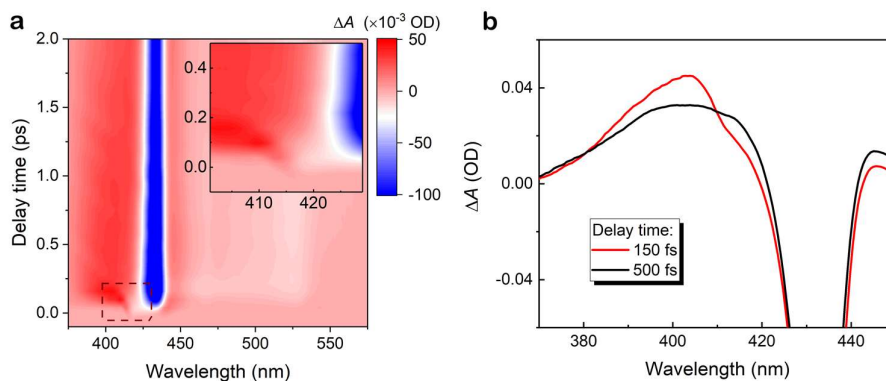 a
ΔA (×10⁻³ OD)
2.0
1.5
1.0
0.5
0.0
Delay time (ps)
400 450 500 550
Wavelength (nm)
0.4
0.2
0.0
410 420
50
0
-50
-100
b
0.04
0.00
-0.04
ΔA (OD)
Delay time:
150 fs
500 fs
380 400 420 440
Wavelength (nm)